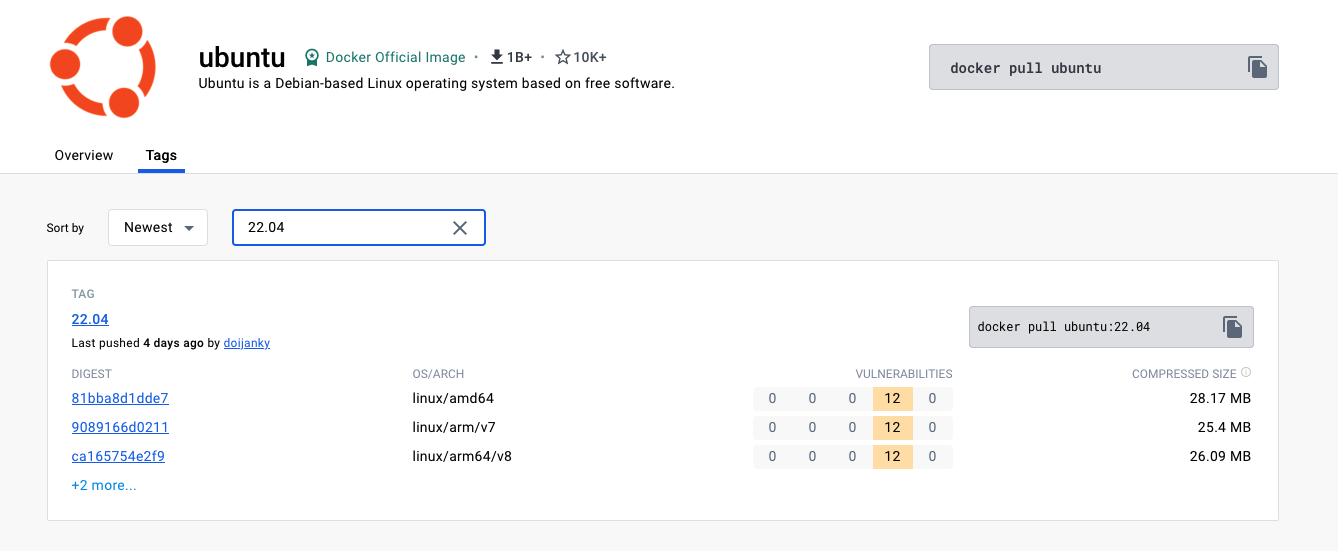 ubuntu Docker Official Image · 1B+ · 10K+
Ubuntu is a Debian-based Linux operating system based on free software.
docker pull ubuntu
Overview Tags
Sort by Newest 22.04
TAG
22.04
Last pushed 4 days ago by doijanky
docker pull ubuntu:22.04
DIGEST OS/ARCH VULNERABILITIES COMPRESSED SIZE
81bba8d1dde7 linux/amd64 0 0 0 12 0 28.17 MB
9089166d0211 linux/arm/v7 0 0 0 12 0 25.4 MB
ca165754e2f9 linux/arm64/v8 0 0 0 12 0 26.09 MB
+2 more...